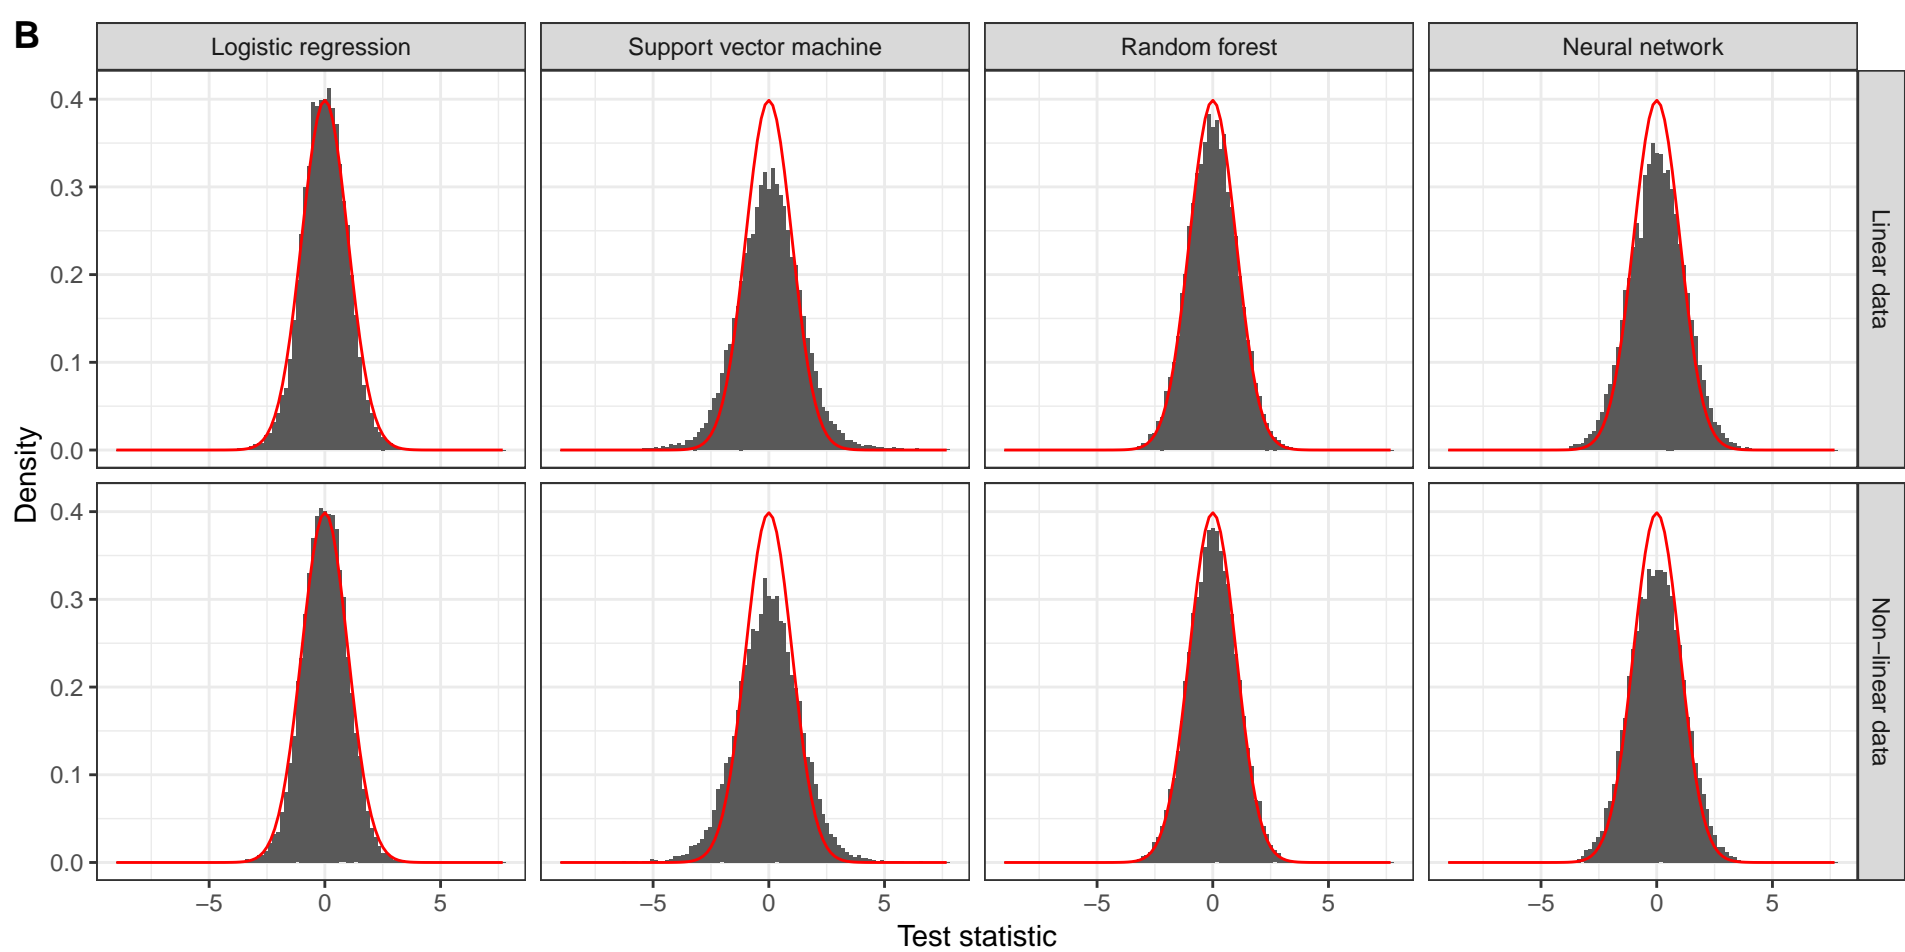 B
Logistic regression
Support vector machine
Random forest
Neural network
0.4
0.3
0.2
0.1
0.0
Linear data
Density
0.4
0.3
0.2
0.1
0.0
Non−linear data
−5 0 5
−5 0 5
−5 0 5
−5 0 5
Test statistic